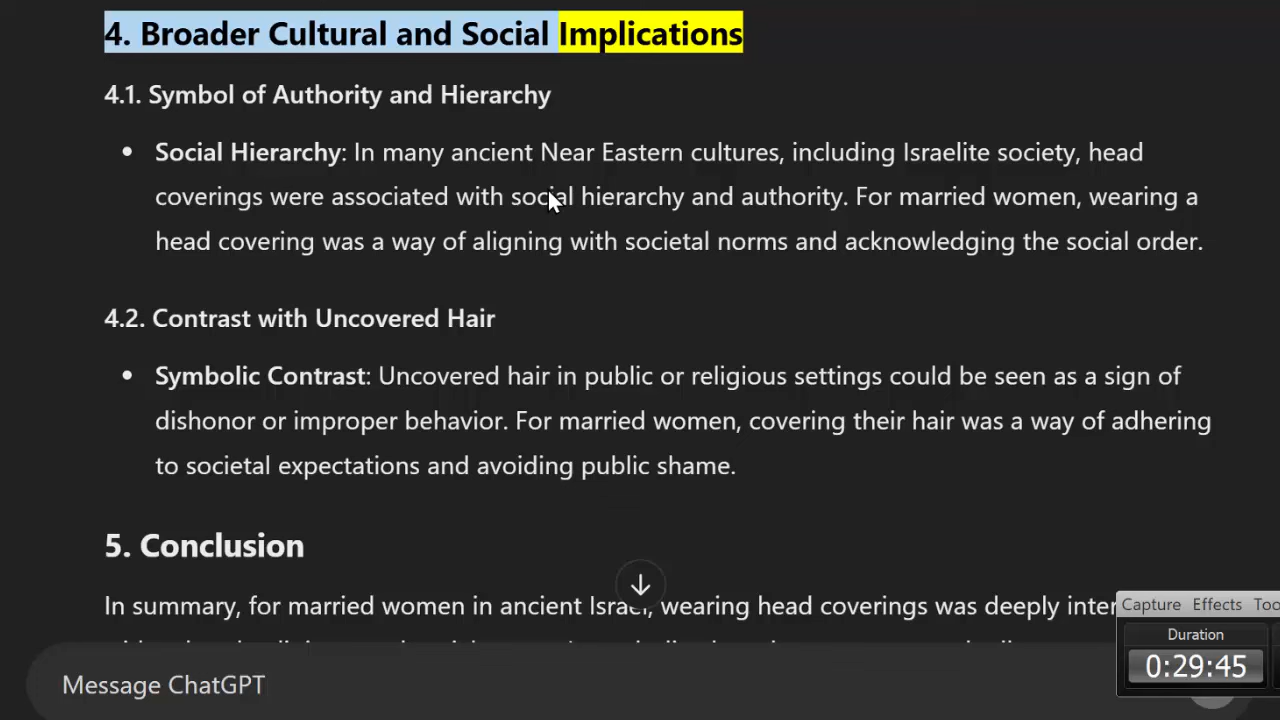 4. Broader Cultural and Social Implications
4.1. Symbol of Authority and Hierarchy
• Social Hierarchy: In many ancient Near Eastern cultures, including Israelite society, head
coverings were associated with social hierarchy and authority. For married women, wearing a
head covering was a way of aligning with societal norms and acknowledging the social order.
4.2. Contrast with Uncovered Hair
• Symbolic Contrast: Uncovered hair in public or religious settings could be seen as a sign of
dishonor or improper behavior. For married women, covering their hair was a way of adhering
to societal expectations and avoiding public shame.
5. Conclusion
In summary, for married women in ancient Israel, wearing head coverings was deeply inter
Capture Effects Too
Duration
0:29:45
Message ChatGPT